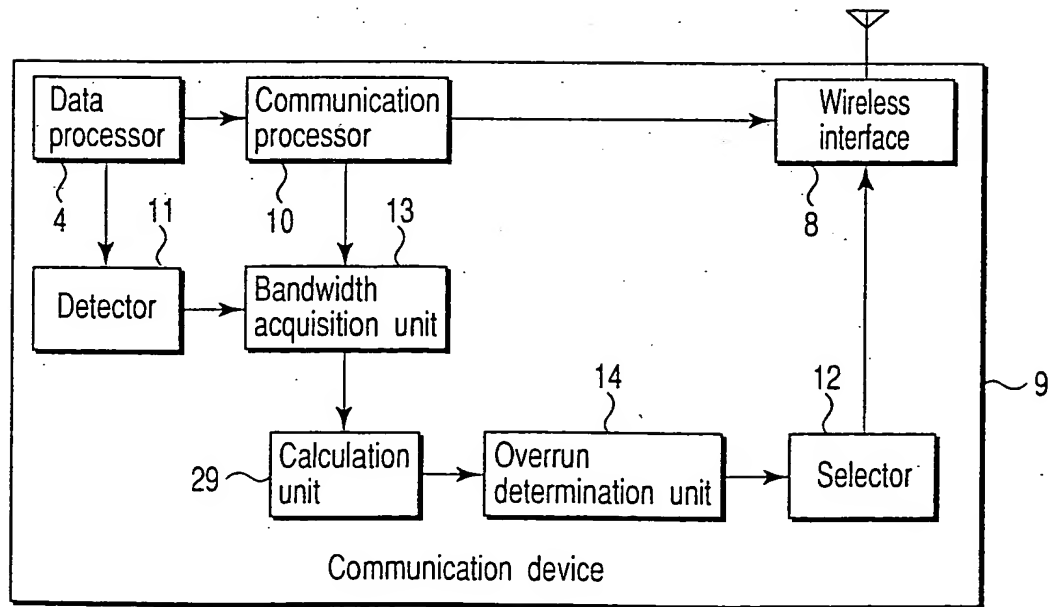 Data
processor
Communication
processor
Wireless
interface
4
11
10
13
8
Detector
Bandwidth
acquisition unit
14
12
9
29
Calculation
unit
Overrun
determination unit
Selector
Communication device